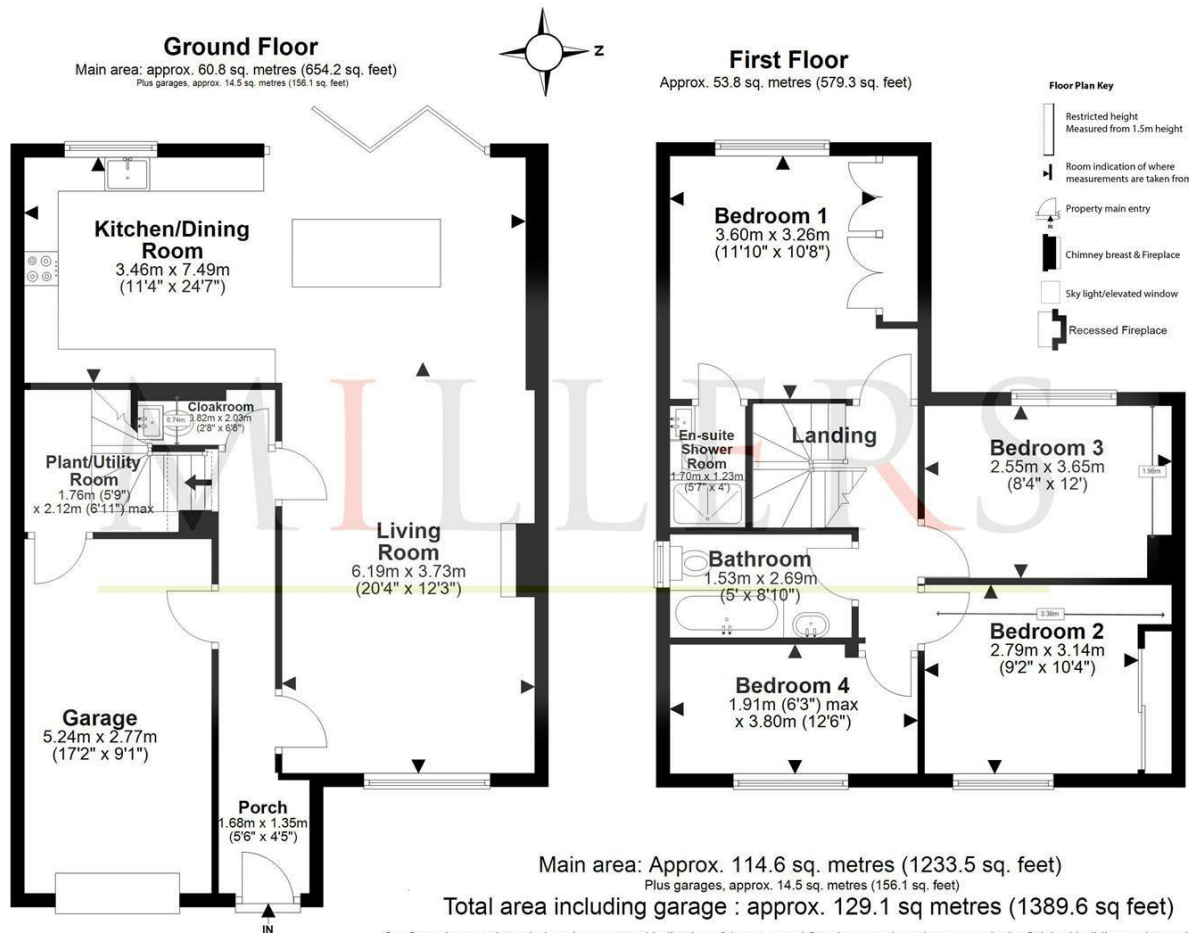 Ground Floor
Main area: approx. 60.8 sq. metres (654.2 sq. feet)
Plus garages, approx. 14.5 sq. metres (156.1 sq. feet)
Z
First Floor
Approx. 53.8 sq. metres (579.3 sq. feet)
Floor Plan Key
Restricted height
Measured from 1.5m height
Room indication of where
measurements are taken from
Property main entry
IN
Chimney breast & Fireplace
Sky light/elevated window
Recessed Fireplace
Kitchen/Dining
Room
3.46m x 7.49m
(11'4" x 24'7")
Cloakroom
0.82m x 2.03m
(2'8" x 6'8")
0.74m
Plant/Utility
Room
1.76m (5'9")
x 2.12m (6'11") max
Living
Room
6.19m x 3.73m
(20'4" x 12'3")
Garage
5.24m x 2.77m
(17'2" x 9'1")
Porch
1.68m x 1.35m
(5'6" x 4'5")
IN
Bedroom 1
3.60m x 3.26m
(11'10" x 10'8")
En-suite
Shower
Room
1.70m x 1.23m
(5'7" x 4')
Landing
Bedroom 3
2.55m x 3.65m
(8'4" x 12')
1.98m
Bathroom
1.53m x 2.69m
(5' x 8'10")
3.38m
Bedroom 2
2.79m x 3.14m
(9'2" x 10'4")
Bedroom 4
1.91m (6'3") max
x 3.80m (12'6")
MILLERS
Main area: Approx. 114.6 sq. metres (1233.5 sq. feet)
Plus garages, approx. 14.5 sq. metres (156.1 sq. feet)
Total area including garage : approx. 129.1 sq metres (1389.6 sq feet)